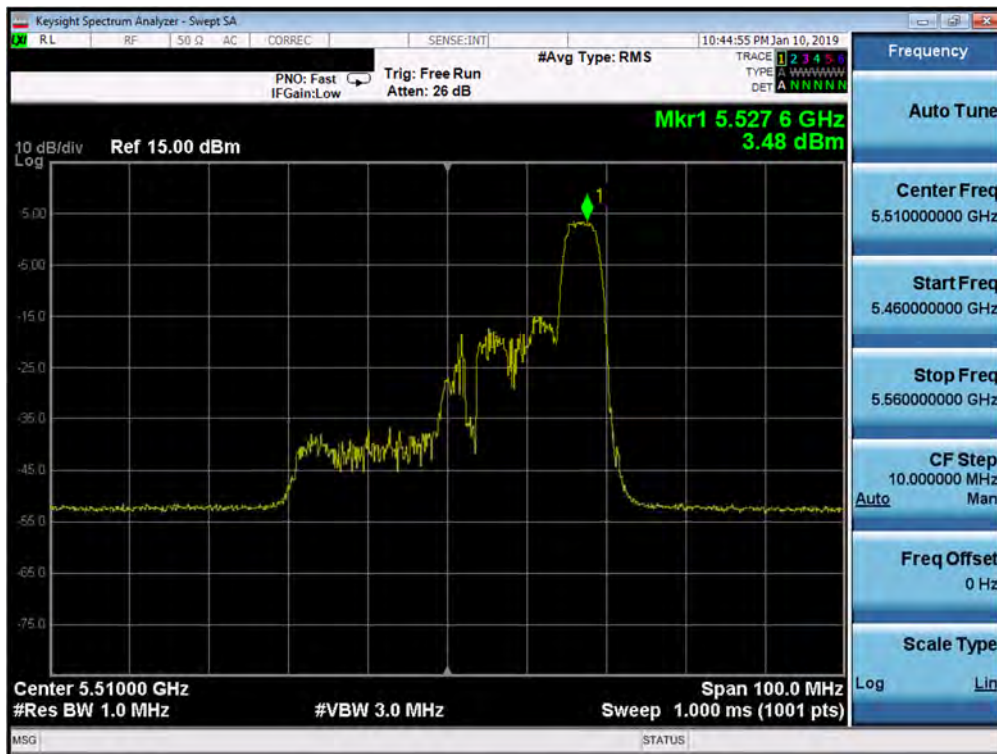 Keysight Spectrum Analyzer - Swept SA
LXI RL RF 50 Ω AC CORREC SENSE:INT 10:44:55 PM Jan 10, 2019
#Avg Type: RMS
TRACE 1 2 3 4 5 6
PNO: Fast Trig: Free Run
TYPE A WWWWW
IFGain:Low Atten: 26 dB
DET A N N N N N
Mkr1 5.527 6 GHz
3.48 dBm
10 dB/div Ref 15.00 dBm
Log
1
-5.00
-5.00
-15.0
-25.0
-35.0
-45.0
-55.0
-65.0
-75.0
Center 5.51000 GHz Span 100.0 MHz
#Res BW 1.0 MHz #VBW 3.0 MHz Sweep 1.000 ms (1001 pts)
MSG STATUS
Frequency
Auto Tune
Center Freq
5.510000000 GHz
Start Freq
5.460000000 GHz
Stop Freq
5.560000000 GHz
CF Step
10.000000 MHz
Auto Man
Freq Offset
0 Hz
Scale Type
Log Lin